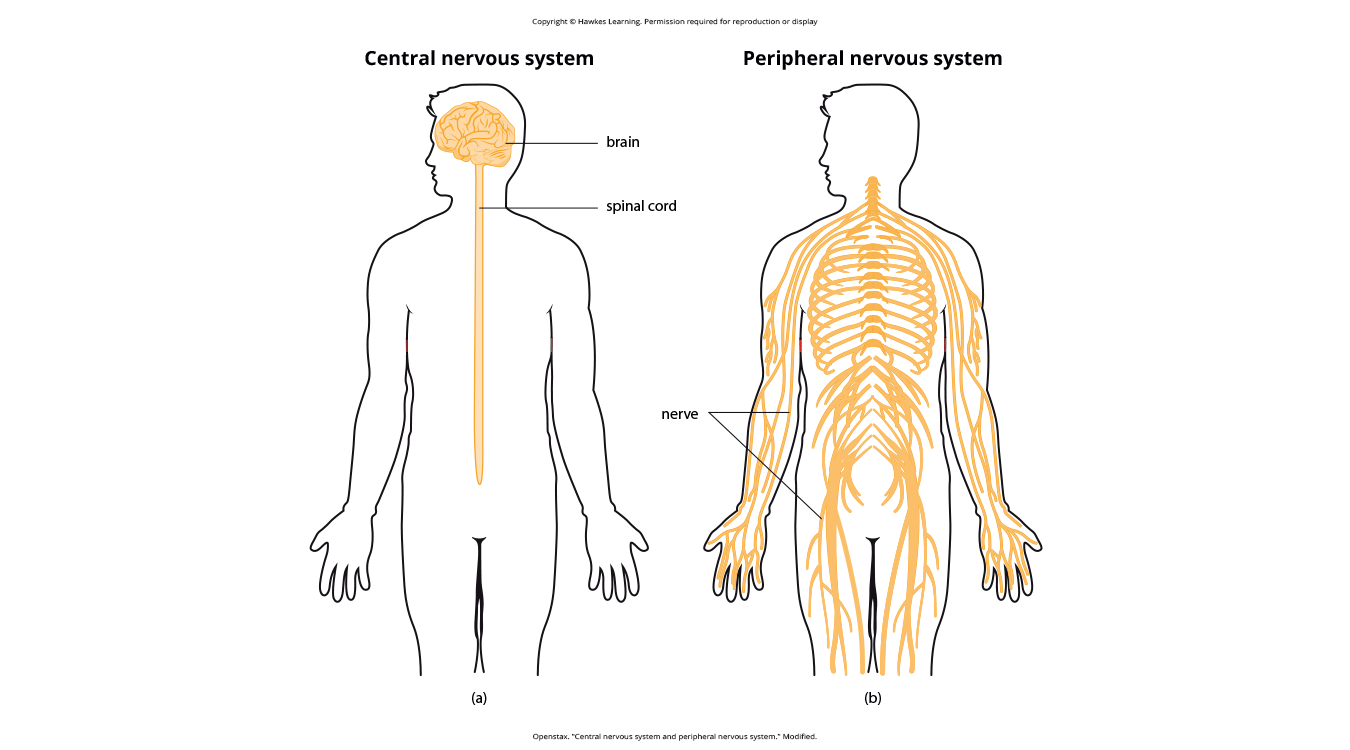 Copyright © Hawkes Learning. Permission required for reproduction or display
Central nervous system
Peripheral nervous system
brain
spinal cord
nerve
(a)
(b)
Openstax. "Central nervous system and peripheral nervous system." Modified.